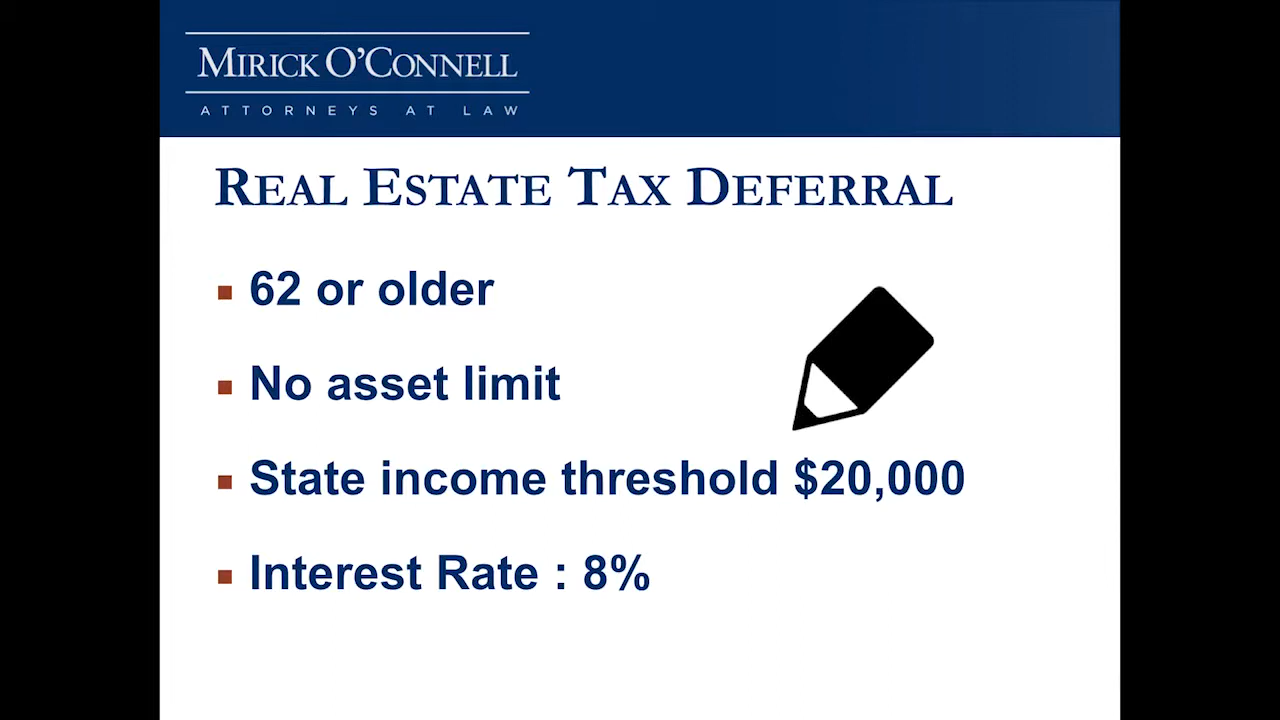 MIRICK O'CONNELL
ATTORNEYS AT LAW
REAL ESTATE TAX DEFERRAL
62 or older
No asset limit
State income threshold $20,000
Interest Rate : 8%